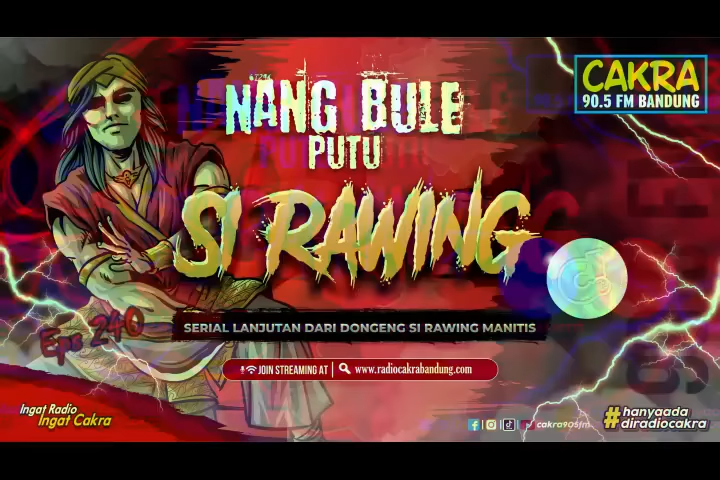 CAKRA
90.5 FM BANDUNG
NANG BULE
PUTU
SI RAWING
Eps 240
SERIAL LANJUTAN DARI DONGENG SI RAWING MANITIS
JOIN STREAMING AT | www.radiocakrabandung.com
Ingat Radio
Ingat Cakra
cakra905fm
#hanyaada
diradiocakra